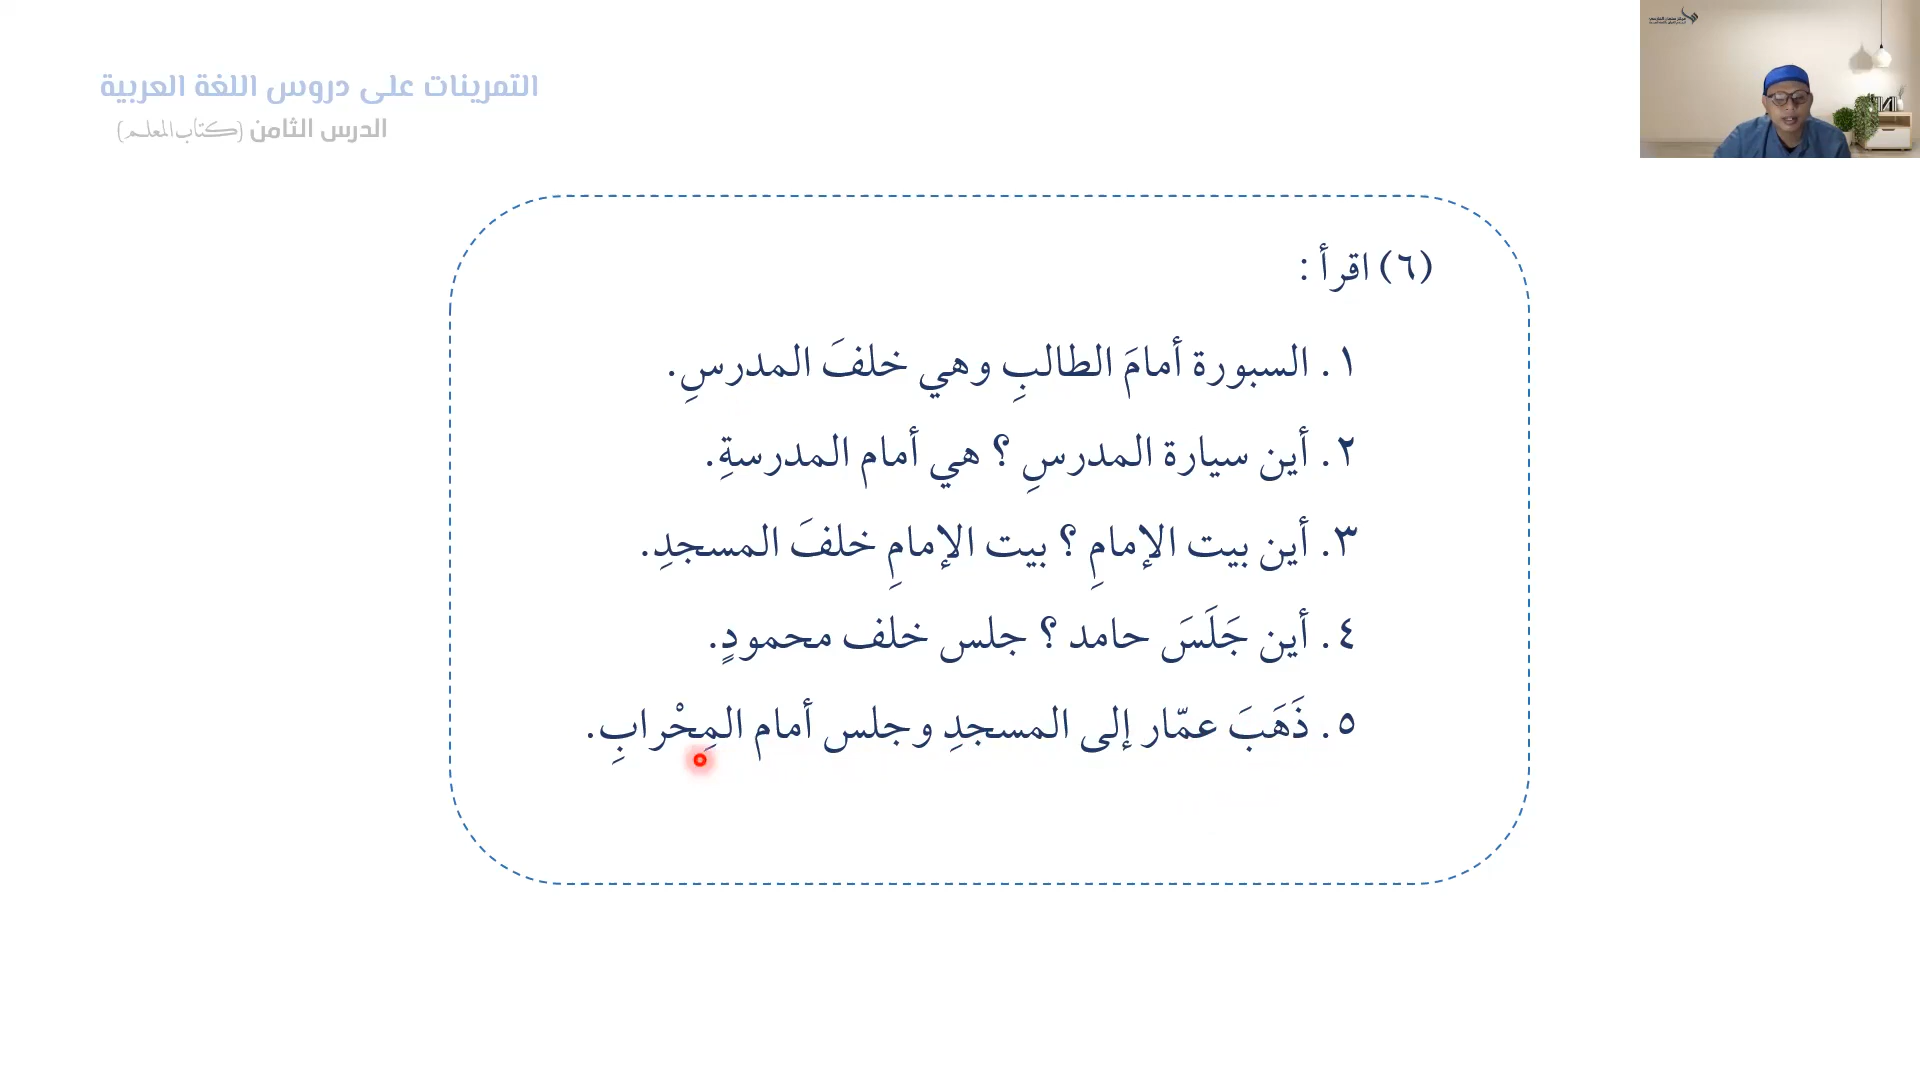 التمرينات على دروس اللغة العربية
الدرس الثامن (كتاب المعلم)
(٦) اقرأ :
١. السبورة أمامَ الطالبِ وهي خلفَ المدرسِ.
٢. أين سيارة المدرسِ ؟ هي أمام المدرسةِ.
٣. أين بيت الإمامِ ؟ بيت الإمامِ خلفَ المسجدِ.
٤. أين جَلَسَ حامد ؟ جلس خلف محمودٍ.
٥. ذَهَبَ عمّار إلى المسجدِ وجلس أمام المِحْرابِ.